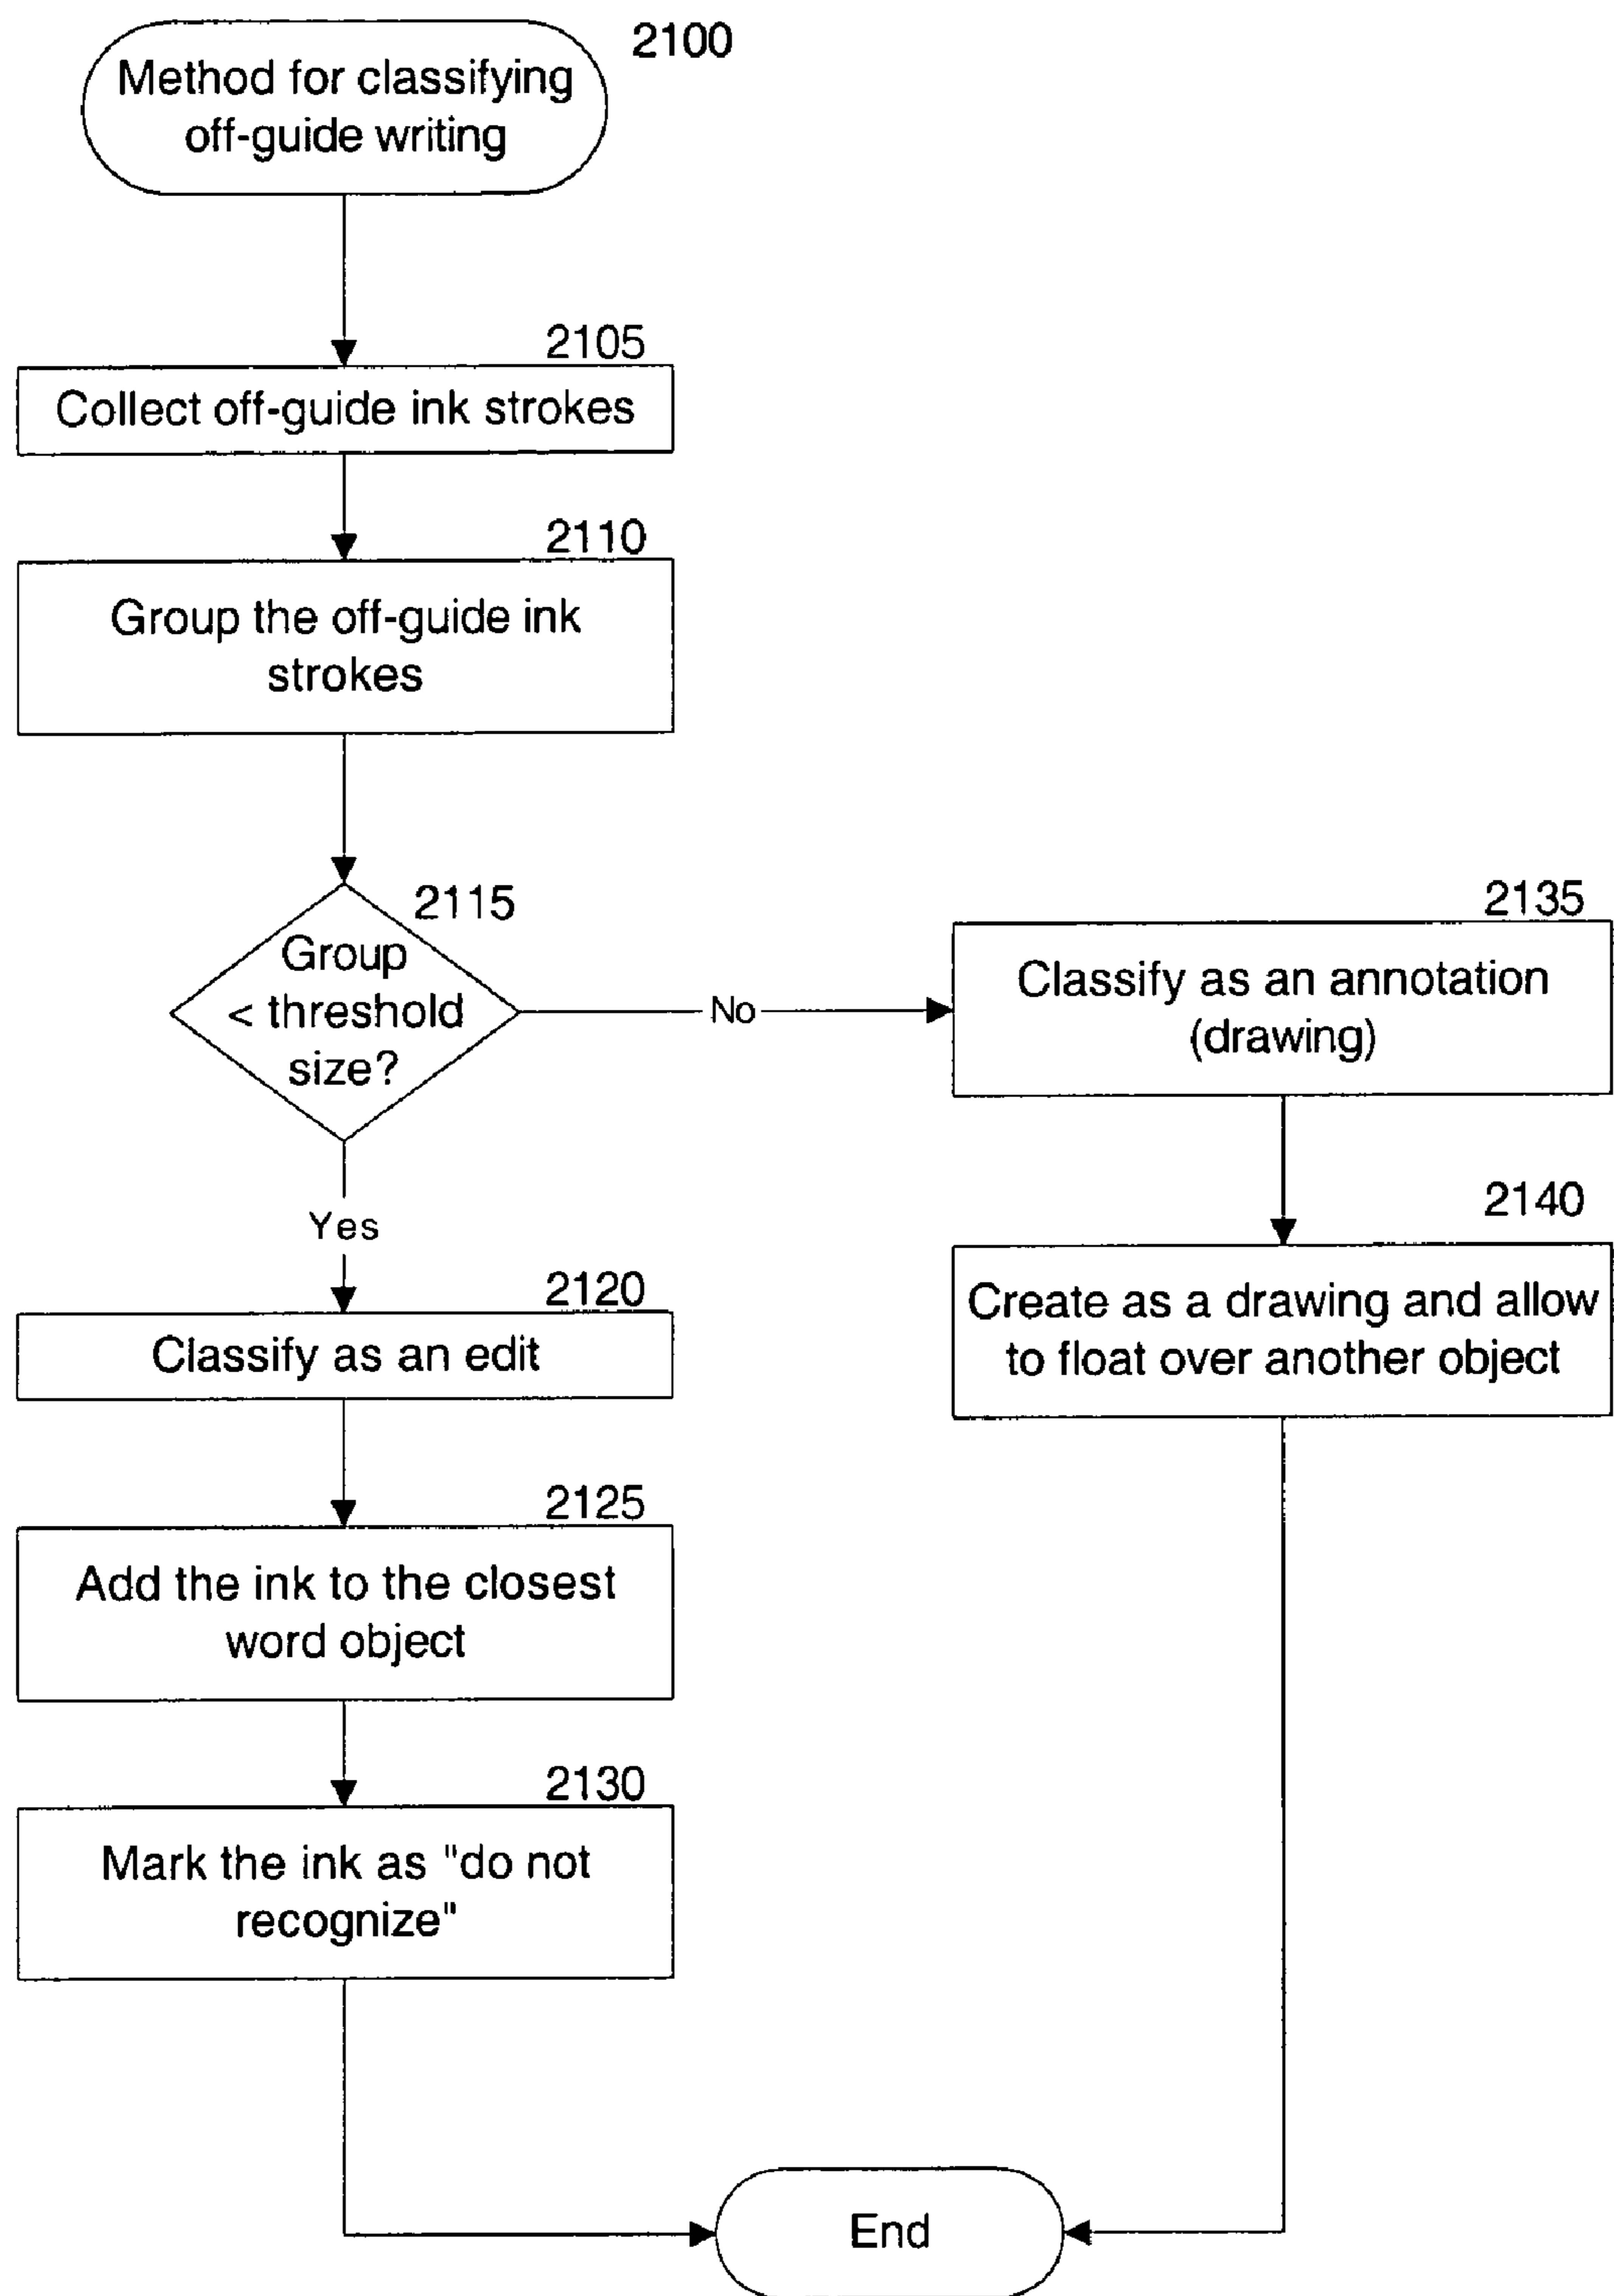 2100
Method for classifying
off-guide writing
2105
Collect off-guide ink strokes
2110
Group the off-guide ink
strokes
2115
Group
< threshold
size?
No
2135
Classify as an annotation
(drawing)
2140
Create as a drawing and allow
to float over another object
Yes
2120
Classify as an edit
2125
Add the ink to the closest
word object
2130
Mark the ink as "do not
recognize"
End